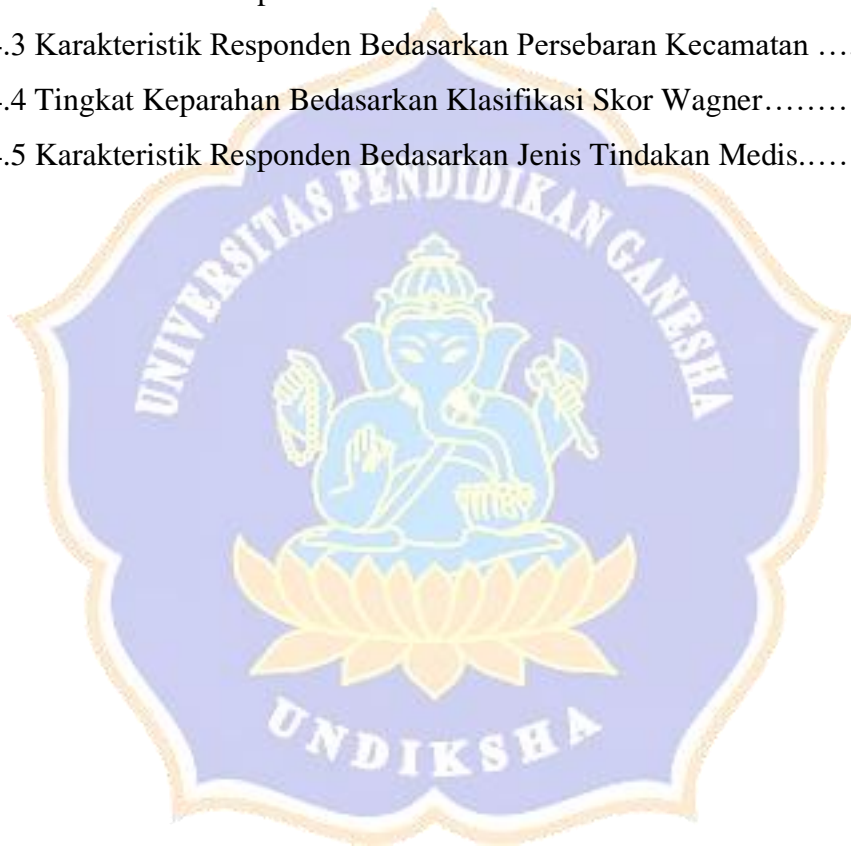 .3 Karakteristik Responden Bedasarkan Persebaran Kecamatan ….
.4 Tingkat Keparahan Bedasarkan Klasifikasi Skor Wagner……..
.5 Karakteristik Responden Bedasarkan Jenis Tindakan Medis..….
UNIVERSITAS PENDIDIKAN GANESHA
UNDIKSHA